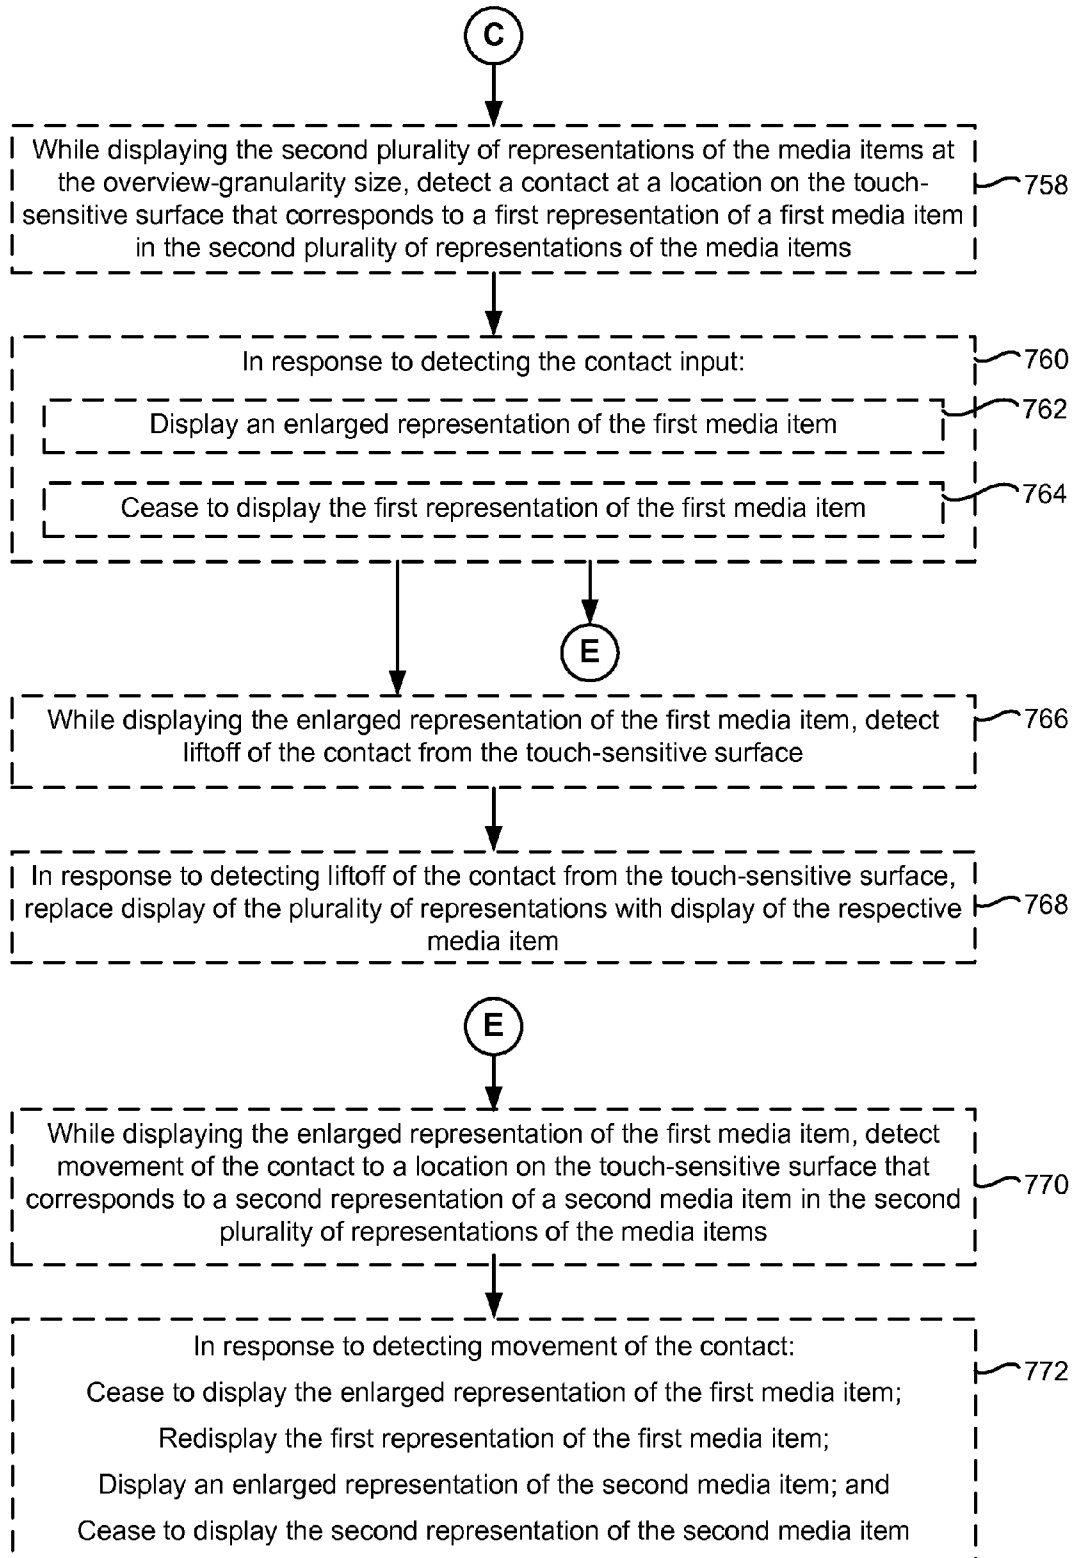 C
While displaying the second plurality of representations of the media items at
the overview-granularity size, detect a contact at a location on the touch-
sensitive surface that corresponds to a first representation of a first media item
in the second plurality of representations of the media items
758
In response to detecting the contact input:
760
Display an enlarged representation of the first media item
762
Cease to display the first representation of the first media item
764
E
While displaying the enlarged representation of the first media item, detect
liftoff of the contact from the touch-sensitive surface
766
In response to detecting liftoff of the contact from the touch-sensitive surface,
replace display of the plurality of representations with display of the respective
media item
768
E
While displaying the enlarged representation of the first media item, detect
movement of the contact to a location on the touch-sensitive surface that
corresponds to a second representation of a second media item in the second
plurality of representations of the media items
770
In response to detecting movement of the contact:
772
Cease to display the enlarged representation of the first media item;
Redisplay the first representation of the first media item;
Display an enlarged representation of the second media item; and
Cease to display the second representation of the second media item